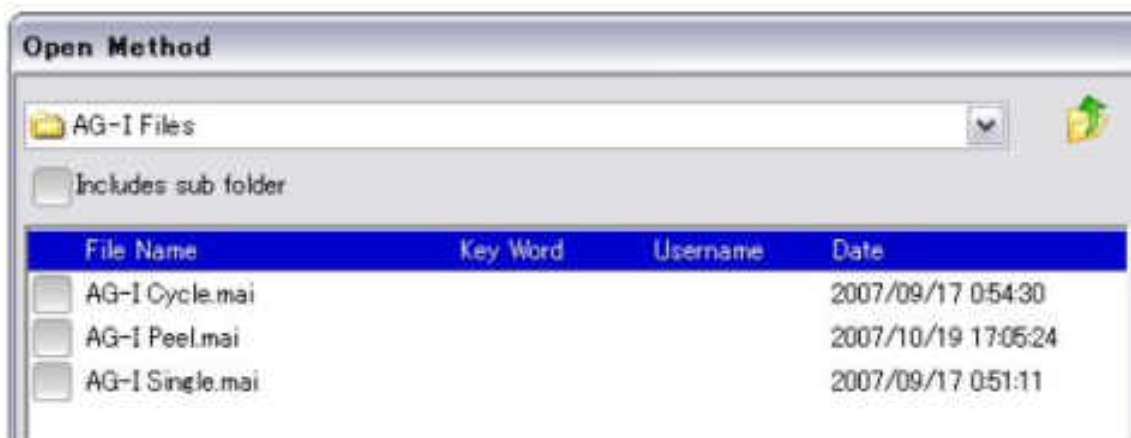 Open Method
AG-I Files
Includes sub folder
File Name Key Word Username Date
AG-I Cycle.mai 2007/09/17 0:54:30
AG-I Peel.mai 2007/10/19 17:05:24
AG-I Single.mai 2007/09/17 0:51:11